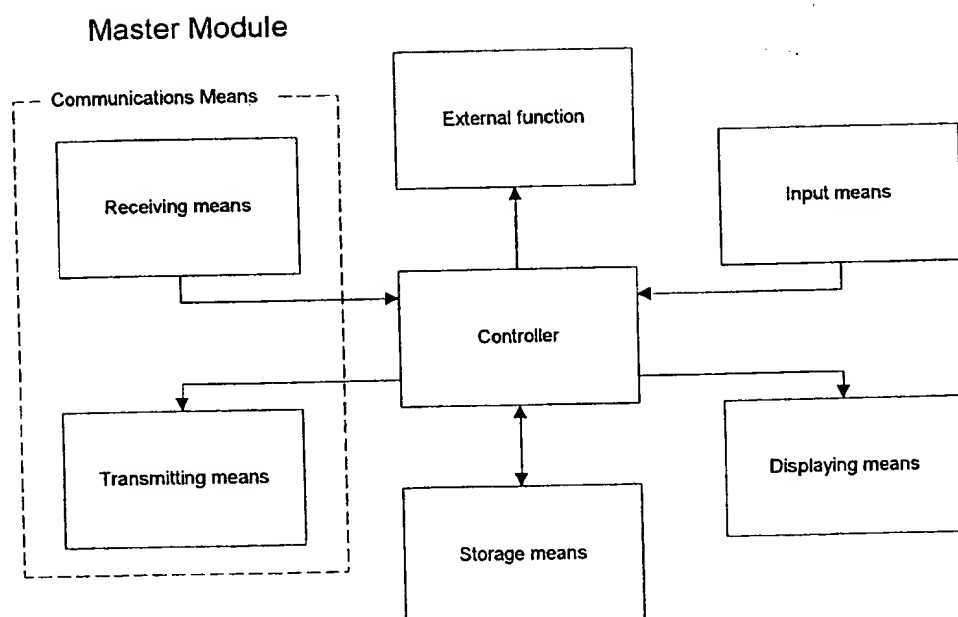 Master Module
Communications Means
External function
Receiving means
Input means
Controller
Transmitting means
Displaying means
Storage means